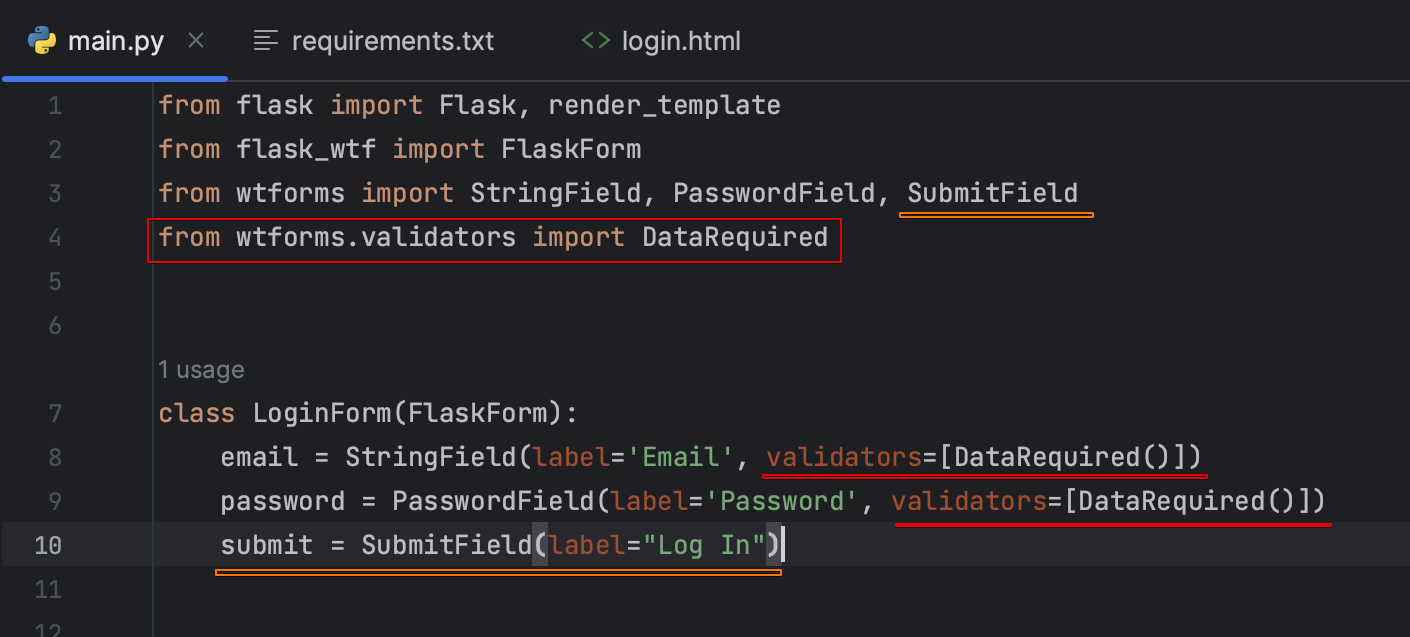 main.py requirements.txt <> login.html
1 from flask import Flask, render_template
2 from flask_wtf import FlaskForm
3 from wtforms import StringField, PasswordField, SubmitField
4 from wtforms.validators import DataRequired
5
6
1 usage
7 class LoginForm(FlaskForm):
8     email = StringField(label='Email', validators=[DataRequired()])
9     password = PasswordField(label='Password', validators=[DataRequired()])
10     submit = SubmitField(label="Log In")
11
12